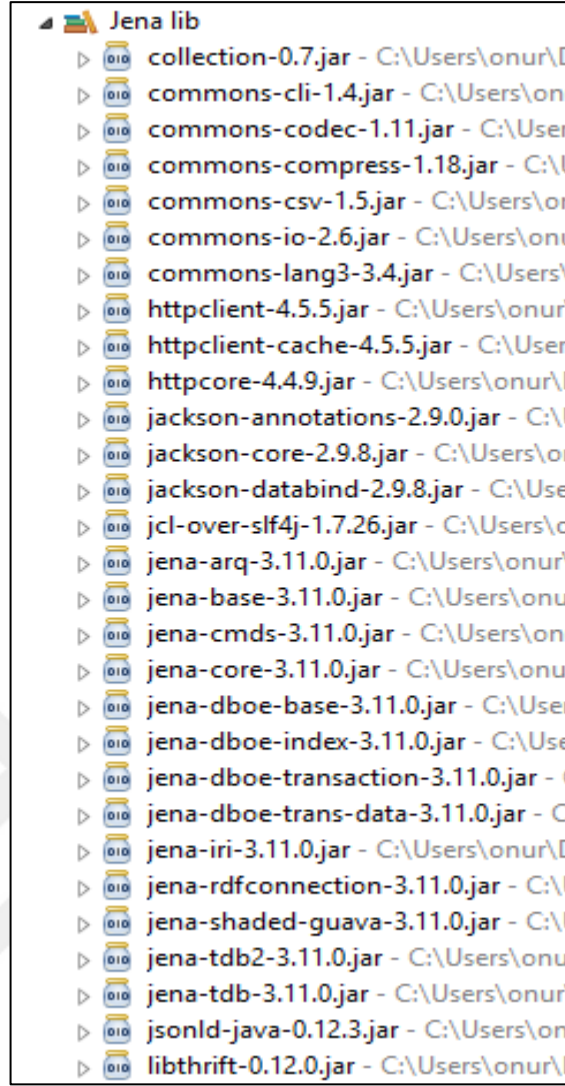 Jena lib
collection-0.7.jar - C:\Users\onur\
commons-cli-1.4.jar - C:\Users\on
commons-codec-1.11.jar - C:\User
commons-compress-1.18.jar - C:\
commons-csv-1.5.jar - C:\Users\on
commons-io-2.6.jar - C:\Users\onu
commons-lang3-3.4.jar - C:\Users\
httpclient-4.5.5.jar - C:\Users\onur\
httpclient-cache-4.5.5.jar - C:\User
httpcore-4.4.9.jar - C:\Users\onur\
jackson-annotations-2.9.0.jar - C:\
jackson-core-2.9.8.jar - C:\Users\on
jackson-databind-2.9.8.jar - C:\Use
jcl-over-slf4j-1.7.26.jar - C:\Users\o
jena-arq-3.11.0.jar - C:\Users\onur\
jena-base-3.11.0.jar - C:\Users\onu
jena-cmds-3.11.0.jar - C:\Users\on
jena-core-3.11.0.jar - C:\Users\onu
jena-dboe-base-3.11.0.jar - C:\User
jena-dboe-index-3.11.0.jar - C:\Use
jena-dboe-transaction-3.11.0.jar -
jena-dboe-trans-data-3.11.0.jar - C
jena-iri-3.11.0.jar - C:\Users\onur\
jena-rdfconnection-3.11.0.jar - C:\
jena-shaded-guava-3.11.0.jar - C:\
jena-tdb2-3.11.0.jar - C:\Users\onu
jena-tdb-3.11.0.jar - C:\Users\onur\
jsonld-java-0.12.3.jar - C:\Users\on
libthrift-0.12.0.jar - C:\Users\onur\